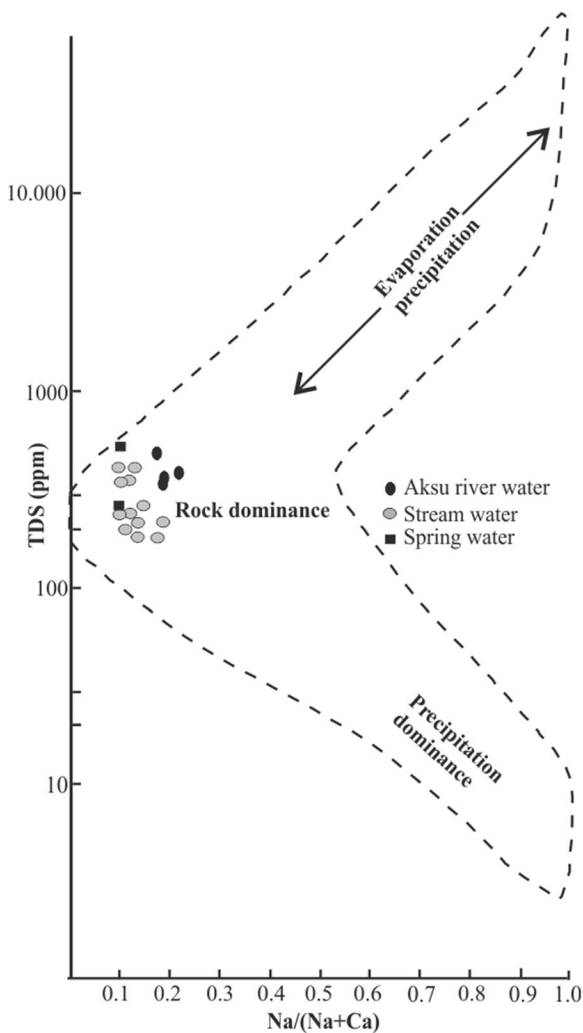 10.000
1000
100
10
TDS (ppm)
Evaporation
precipitation
Rock dominance
Aksu river water
Stream water
Spring water
Precipitation
dominance
0.1 0.2 0.3 0.4 0.5 0.6 0.7 0.8 0.9 1.0
Na/(Na+Ca)